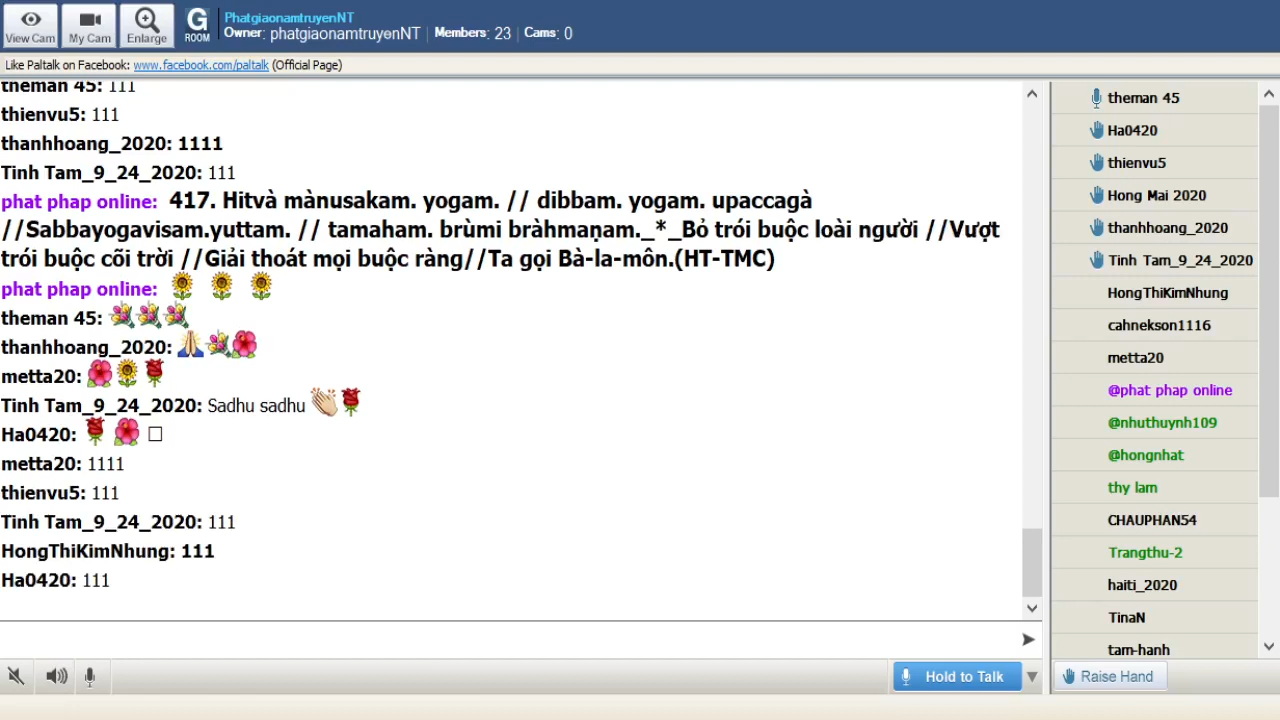 View Cam
My Cam
Enlarge
G
ROOM
PhatgiaonamtruyenNT
Owner: phatgiaonamtruyenNT | Members: 23 | Cams: 0
Like Paltalk on Facebook: www.facebook.com/paltalk (Official Page)
theman 45: 111
thienvu5: 111
thanhhoang_2020: 1111
Tinh Tam_9_24_2020: 111
phat phap online: 417. Hitvà mànusakam. yogam. // dibbam. yogam. upaccagà
//Sabbayogavisam.yuttam. // tamaham. brùmi bràhmaṇam._*_Bỏ trói buộc loài người //Vượt
trói buộc cõi trời //Giải thoát mọi buộc ràng//Ta gọi Bà-la-môn.(HT-TMC)
phat phap online:
theman 45:
thanhhoang_2020:
metta20:
Tinh Tam_9_24_2020: Sadhu sadhu
Ha0420:
metta20: 1111
thienvu5: 111
Tinh Tam_9_24_2020: 111
HongThiKimNhung: 111
Ha0420: 111
theman 45
Ha0420
thienvu5
Hong Mai 2020
thanhhoang_2020
Tinh Tam_9_24_2020
HongThiKimNhung
cahnekson1116
metta20
@phat phap online
@nhuthuynh109
@hongnhat
thy lam
CHAUPHAN54
Trangthu-2
haiti_2020
TinaN
tam-hanh
Hold to Talk
Raise Hand